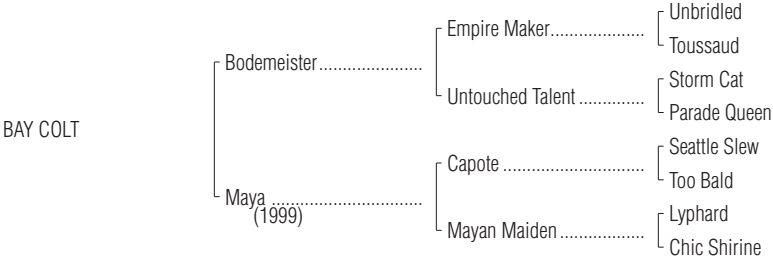 Unbridled
Empire Maker....................
Toussaud
Bodemeister......................
Storm Cat
Untouched Talent ..............
Parade Queen
BAY COLT
Seattle Slew
Capote ..............................
Too Bald
Maya ................................
(1999)
Lyphard
Mayan Maiden..................
Chic Shirine